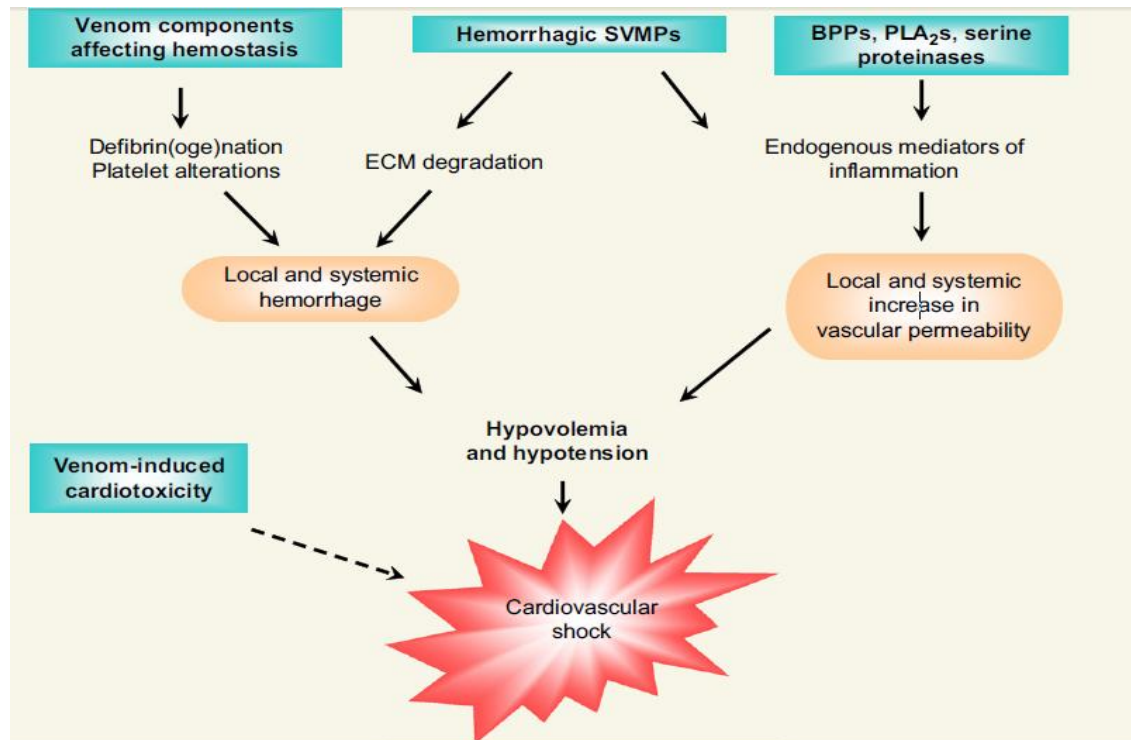 Venom components
affecting hemostasis
Hemorrhagic SVMPs
BPPs, PLA₂s, serine
proteinases
Defibrin(oge)nation
Platelet alterations
ECM degradation
Endogenous mediators of
inflammation
Local and systemic
hemorrhage
Local and systemic
increase in
vascular permeability
Hypovolemia
and hypotension
Venom-induced
cardiotoxicity
Cardiovascular
shock